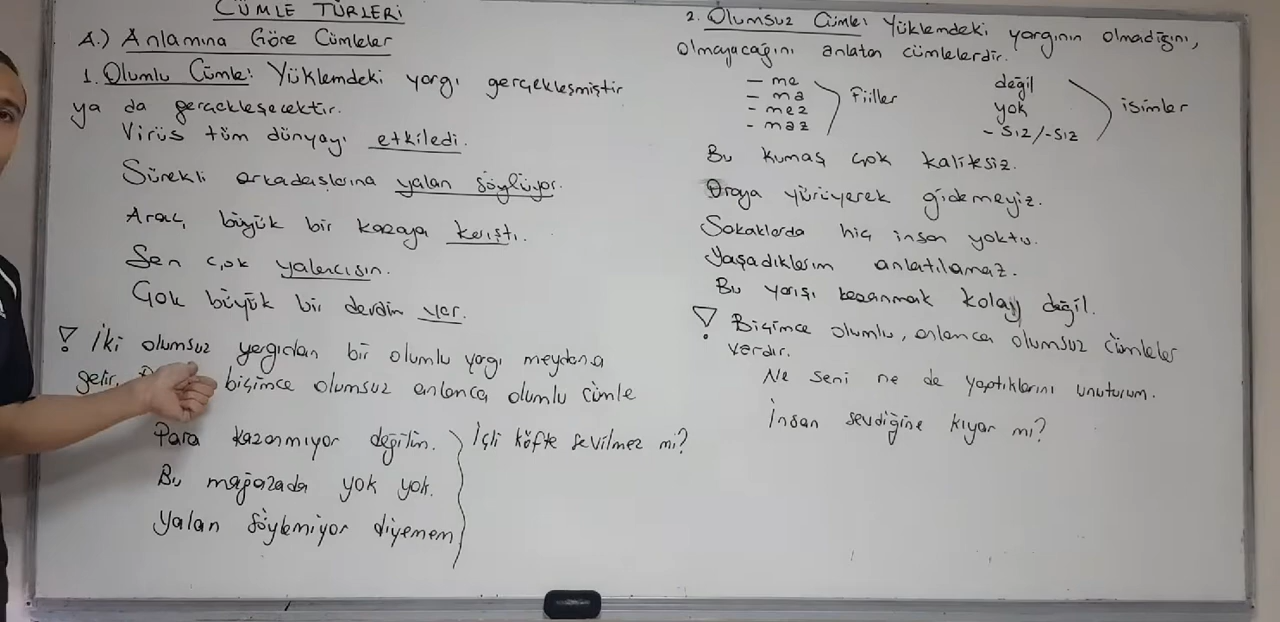 CÜMLE TÜRLERİ
A.) Anlamına Göre Cümleler
1. Olumlu Cümle: Yüklemdeki yargı gerçekleşmiştir
ya da gerçekleşecektir.
Virüs tüm dünyayı etkiledi.
Sürekli arkadaşlarına yalan söylüyor.
Araç, büyük bir kazaya karıştı.
Sen çok yalancısın.
Çok büyük bir derdim var.
! İki olumsuz yargıdan bir olumlu yargı meydana
gelir. biçimce olumsuz anlamca olumlu cümle
Para kazanmıyor değilim.
Bu mağazada yok yok.
Yalan söylemiyor diyemem
İçli köfte sevilmez mi?
2. Olumsuz Cümle: Yüklemdeki yargının olmadığını,
olmayacağını anlatan cümlelerdir.
- me
- ma
- mez
- maz
Fiiller
değil
yok
- siz/-sız
isimler
Bu kumaş çok kalitesiz.
Oraya yürüyerek gidemeyiz.
Sokaklarda hiç insan yoktu.
Yaşadıklarım anlatılamaz.
Bu yarışı kazanmak kolay değil.
! Biçimce olumlu, anlamca olumsuz cümleler
vardır.
Ne seni ne de yaptıklarını unuturum.
İnsan sevdiğine kıyar mı?